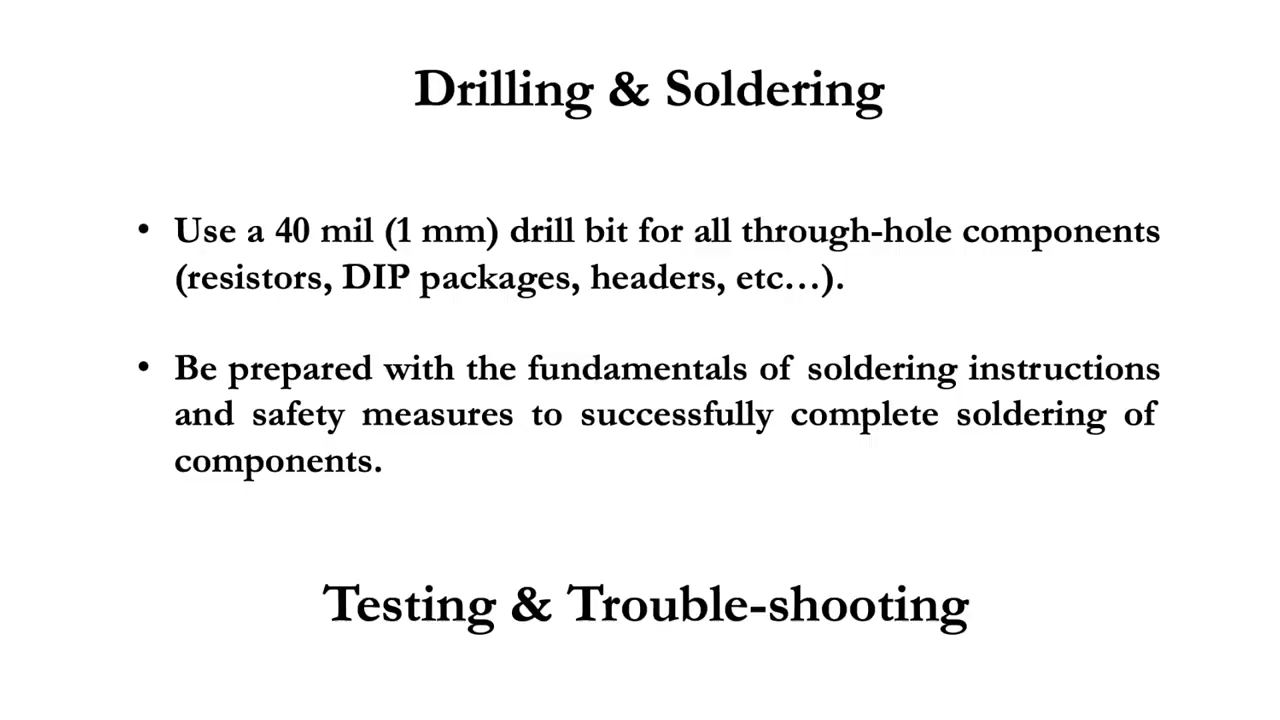 Drilling & Soldering
• Use a 40 mil (1 mm) drill bit for all through-hole components
(resistors, DIP packages, headers, etc…).
• Be prepared with the fundamentals of soldering instructions
and safety measures to successfully complete soldering of
components.
Testing & Trouble-shooting